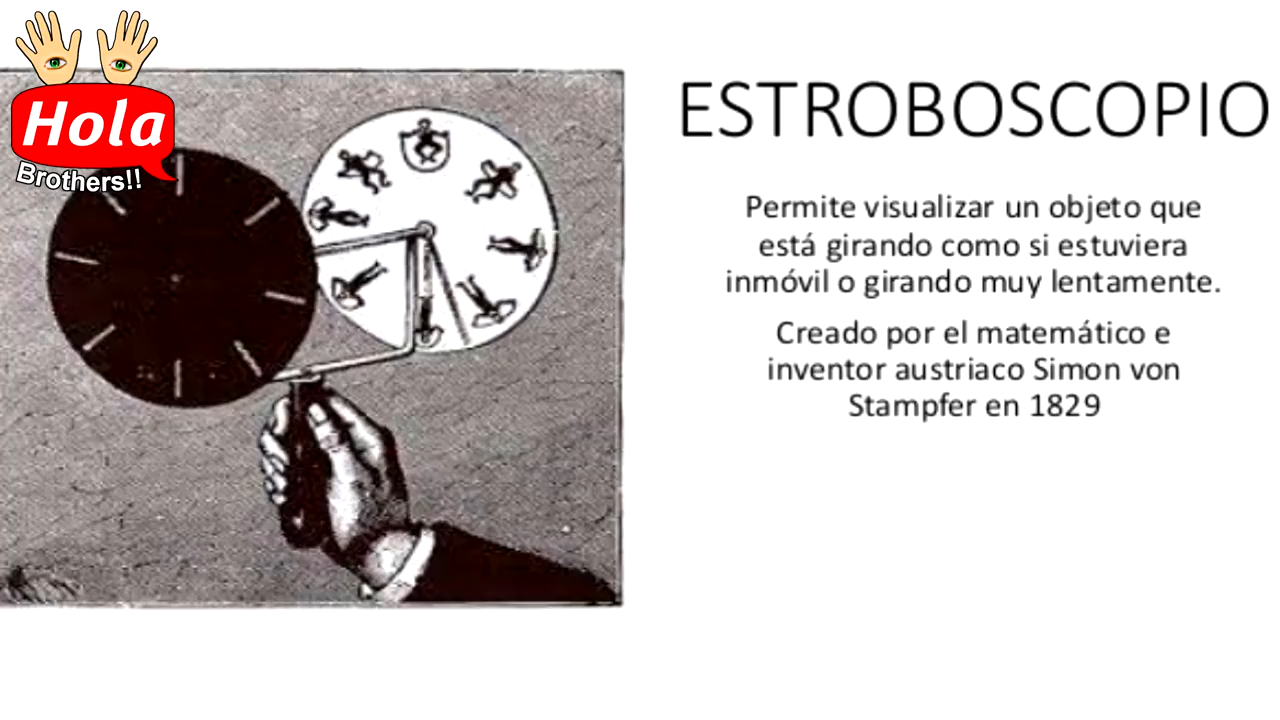 Hola
Brothers!!
ESTROBOSCOPIO
Permite visualizar un objeto que
está girando como si estuviera
inmóvil o girando muy lentamente.
Creado por el matemático e
inventor austriaco Simon von
Stampfer en 1829